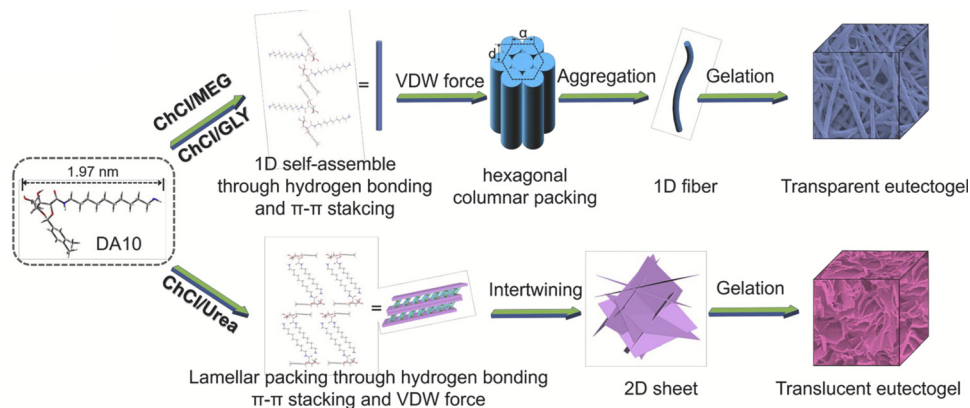 1.97 nm
DA10
ChCl/MEG
ChCl/GLY
1D self-assemble
through hydrogen bonding
and π-π stakcing
=
VDW force
d
α
hexagonal
columnar packing
Aggregation
1D fiber
Gelation
Transparent eutectogel
ChCl/Urea
=
Lamellar packing through hydrogen bonding
π-π stacking and VDW force
Intertwining
2D sheet
Gelation
Translucent eutectogel